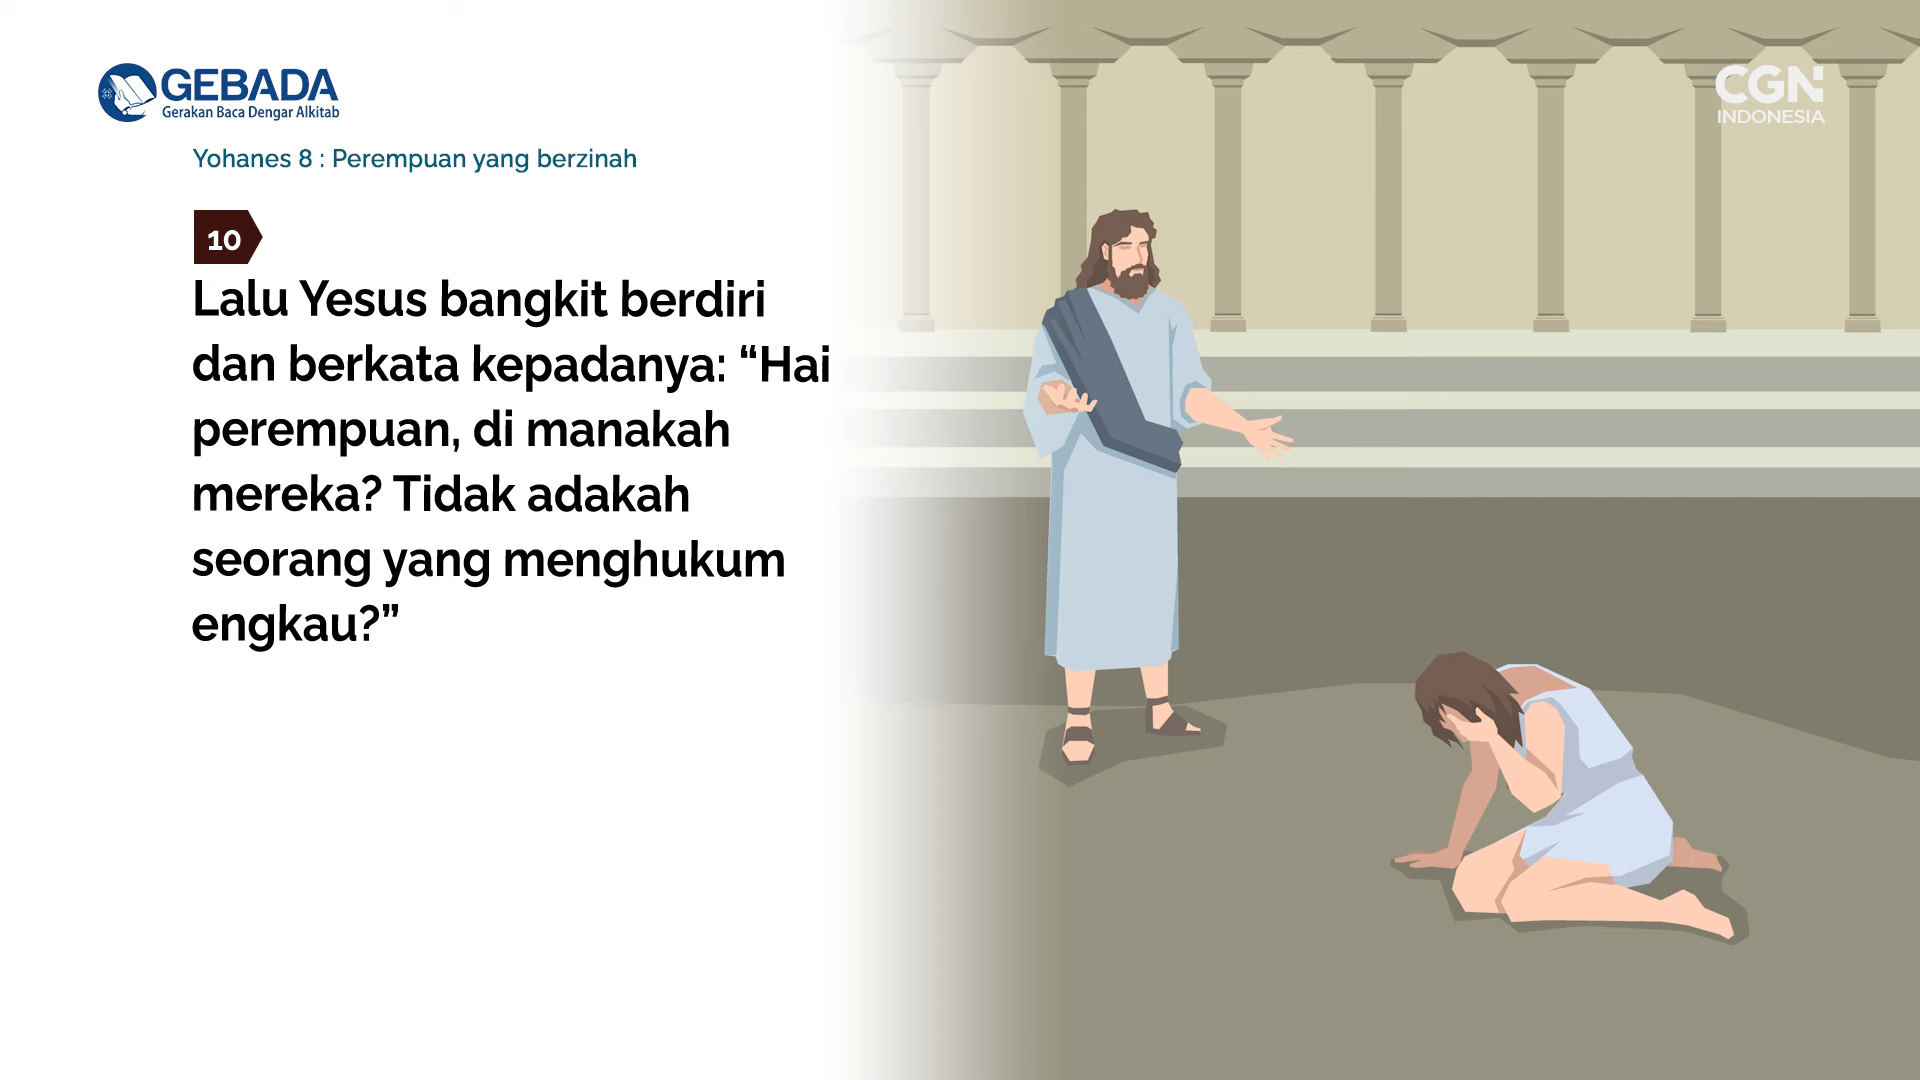 GEBADA
Gerakan Baca Dengar Alkitab
CGN
INDONESIA
Yohanes 8 : Perempuan yang berzinah
10
Lalu Yesus bangkit berdiri
dan berkata kepadanya: “Hai
perempuan, di manakah
mereka? Tidak adakah
seorang yang menghukum
engkau?”